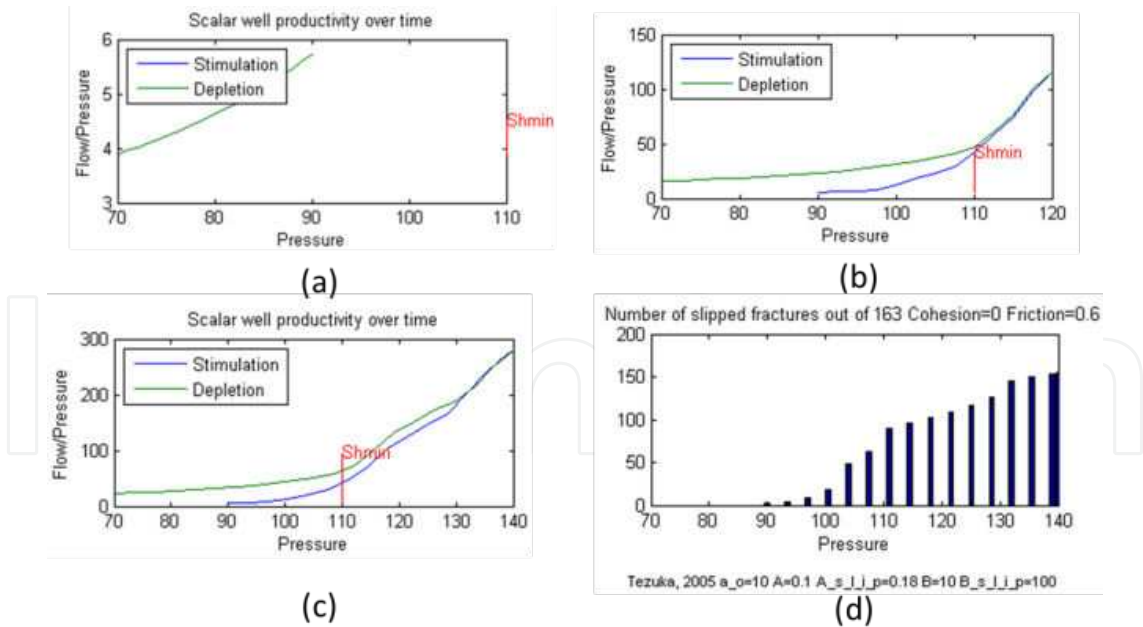 Scalar well productivity over time
6
5
4
3
Flow/Pressure
Stimulation
Depletion
Shmin
70 80 90 100 110
Pressure
(a)
150
100
50
0
Flow/Pressure
Stimulation
Depletion
Shmin
70 80 90 100 110 120
Pressure
(b)
Scalar well productivity over time
300
200
100
0
Flow/Pressure
Stimulation
Depletion
Shmin
70 80 90 100 110 120 130 140
Pressure
(c)
Number of slipped fractures out of 163 Cohesion=0 Friction=0.6
200
150
100
50
0
70 80 90 100 110 120 130 140
Pressure
Tezuka, 2005 a_o=10 A=0.1 A_s_l_i_p=0.18 B=10 B_s_l_i_p=100
(d)